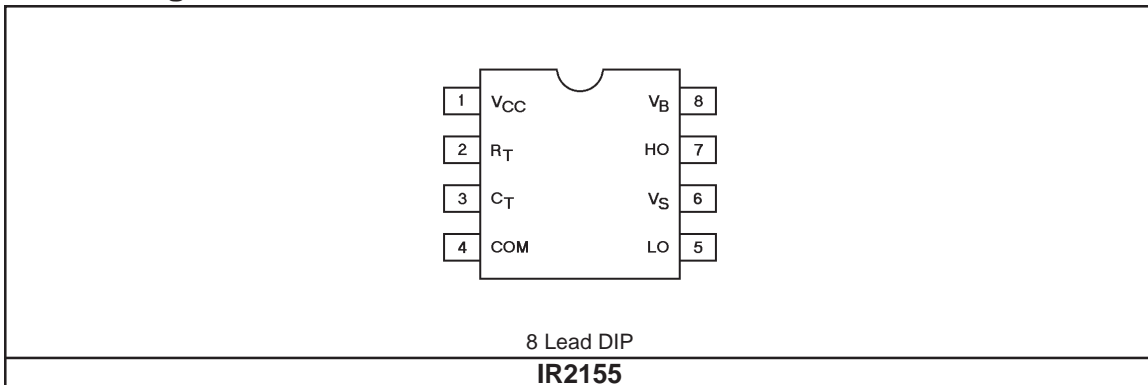 1 VCC VB 8
2 RT HO 7
3 CT VS 6
4 COM LO 5
8 Lead DIP
IR2155